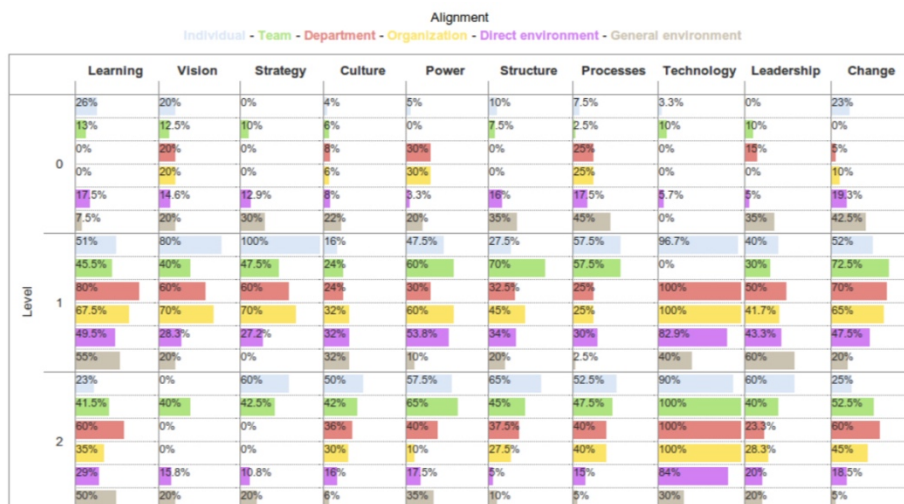 Alignment
Individual - Team - Department - Organization - Direct environment - General environment
Learning Vision Strategy Culture Power Structure Processes Technology Leadership Change
Level
0
26% 20% 0% 4% 5% 10% 7.5% 3.3% 0% 23%
13% 12.5% 10% 6% 0% 7.5% 2.5% 10% 10% 0%
0% 20% 0% 8% 30% 0% 25% 0% 15% 5%
0% 20% 0% 6% 30% 0% 25% 0% 0% 10%
17.5% 14.6% 12.9% 8% 3.3% 16% 17.5% 5.7% 5% 19.3%
7.5% 20% 30% 22% 20% 35% 45% 0% 35% 42.5%
1
51% 80% 100% 16% 47.5% 27.5% 57.5% 96.7% 40% 52%
45.5% 40% 47.5% 24% 60% 70% 57.5% 0% 30% 72.5%
80% 60% 60% 24% 30% 32.5% 25% 100% 50% 70%
67.5% 70% 70% 32% 60% 45% 25% 100% 41.7% 65%
49.5% 28.3% 27.2% 32% 53.8% 34% 30% 82.9% 43.3% 47.5%
55% 20% 0% 32% 10% 20% 2.5% 40% 60% 20%
2
23% 0% 60% 50% 57.5% 65% 52.5% 90% 60% 25%
41.5% 40% 42.5% 42% 65% 45% 47.5% 100% 40% 52.5%
60% 0% 0% 36% 40% 37.5% 40% 100% 23.3% 60%
35% 0% 0% 30% 10% 27.5% 40% 100% 28.3% 45%
29% 15.8% 10.8% 16% 17.5% 5% 15% 84% 20% 18.5%
50% 20% 20% 6% 35% 10% 5% 30% 20% 5%